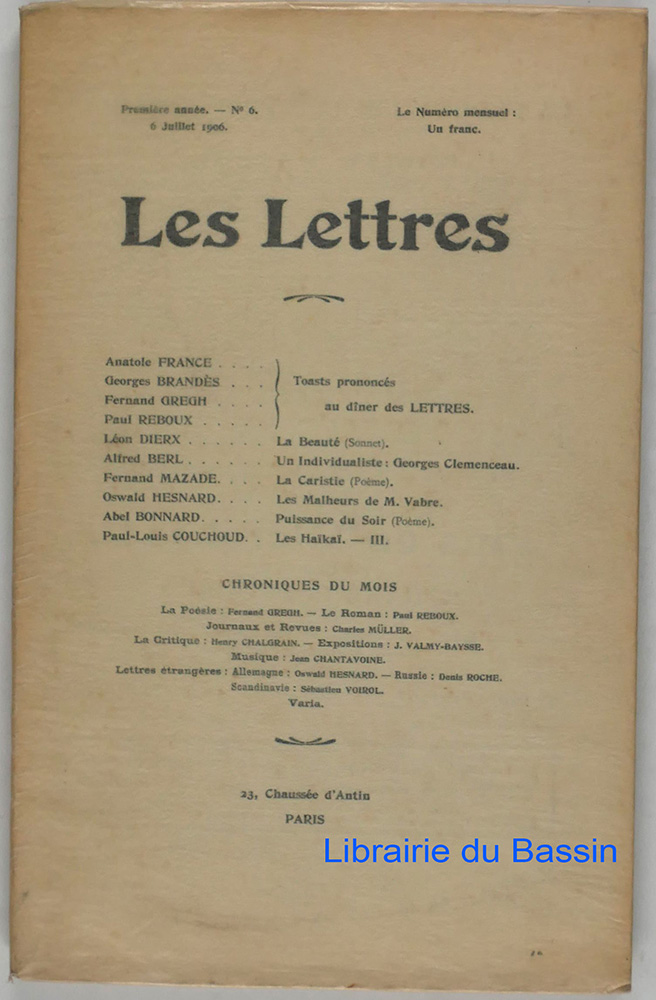 Première année. — Nº 6.
6 Juillet 1906.
Le Numéro mensuel :
Un franc.
Les Lettres
Anatole FRANCE . . . .
Georges BRANDÈS . . .
Fernand GREGH . . . .
Paul REBOUX . . . . .
Toasts prononcés
au dîner des LETTRES.
Léon DIERX . . . . . . La Beauté (Sonnet).
Alfred BERL . . . . . . Un Individualiste : Georges Clemenceau.
Fernand MAZADE. . . . La Caristie (Poème).
Oswald HESNARD. . . . Les Malheurs de M. Vabre.
Abel BONNARD. . . . . Puissance du Soir (Poème).
Paul-Louis COUCHOUD. . Les Haïkaï. — III.
CHRONIQUES DU MOIS
La Poésie : Fernand GREGH. — Le Roman : Paul REBOUX.
Journaux et Revues : Charles MÜLLER.
La Critique : Henry CHALGRAIN. — Expositions : J. VALMY-BAYSSE.
Musique : Jean CHANTAVOINE.
Lettres étrangères : Allemagne : Oswald HESNARD. — Russie : Denis ROCHE.
Scandinavie : Sébastien VOIROL.
Varia.
23, Chaussée d'Antin
PARIS
Librairie du Bassin